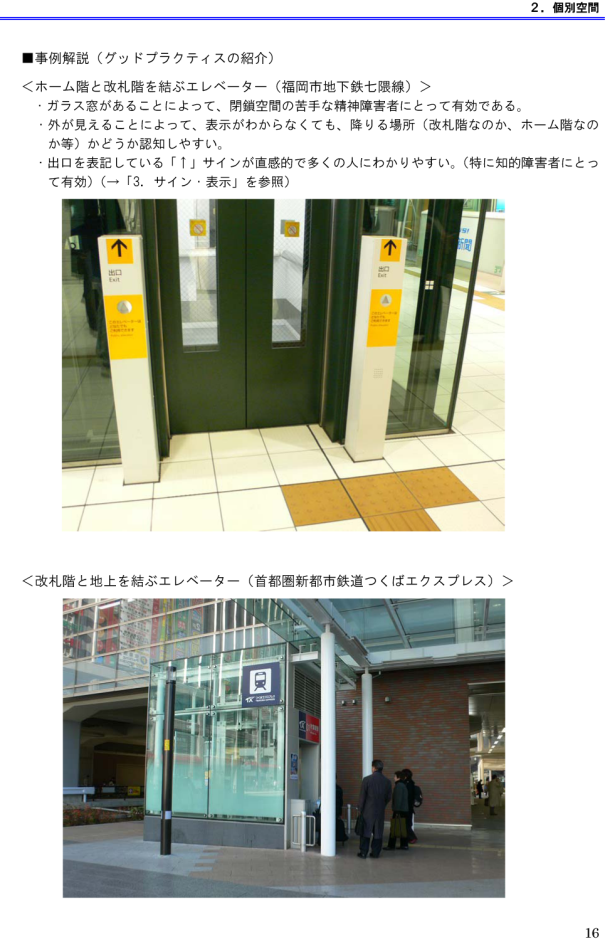 ２．個別空間
■事例解説（グッドプラクティスの紹介）
＜ホーム階と改札階を結ぶエレベーター（福岡市地下鉄七隈線）＞
・ガラス窓があることによって、閉鎖空間の苦手な精神障害者にとって有効である。
・外が見えることによって、表示がわからなくても、降りる場所（改札階なのか、ホーム階なの
か等）かどうか認知しやすい。
・出口を表記している「↑」サインが直感的で多くの人にわかりやすい。（特に知的障害者にとっ
て有効）（→「3．サイン・表示」を参照）
出口
Exit
出口
Exit
新聞
＜改札階と地上を結ぶエレベーター（首都圏新都市鉄道つくばエクスプレス）＞
TX
16